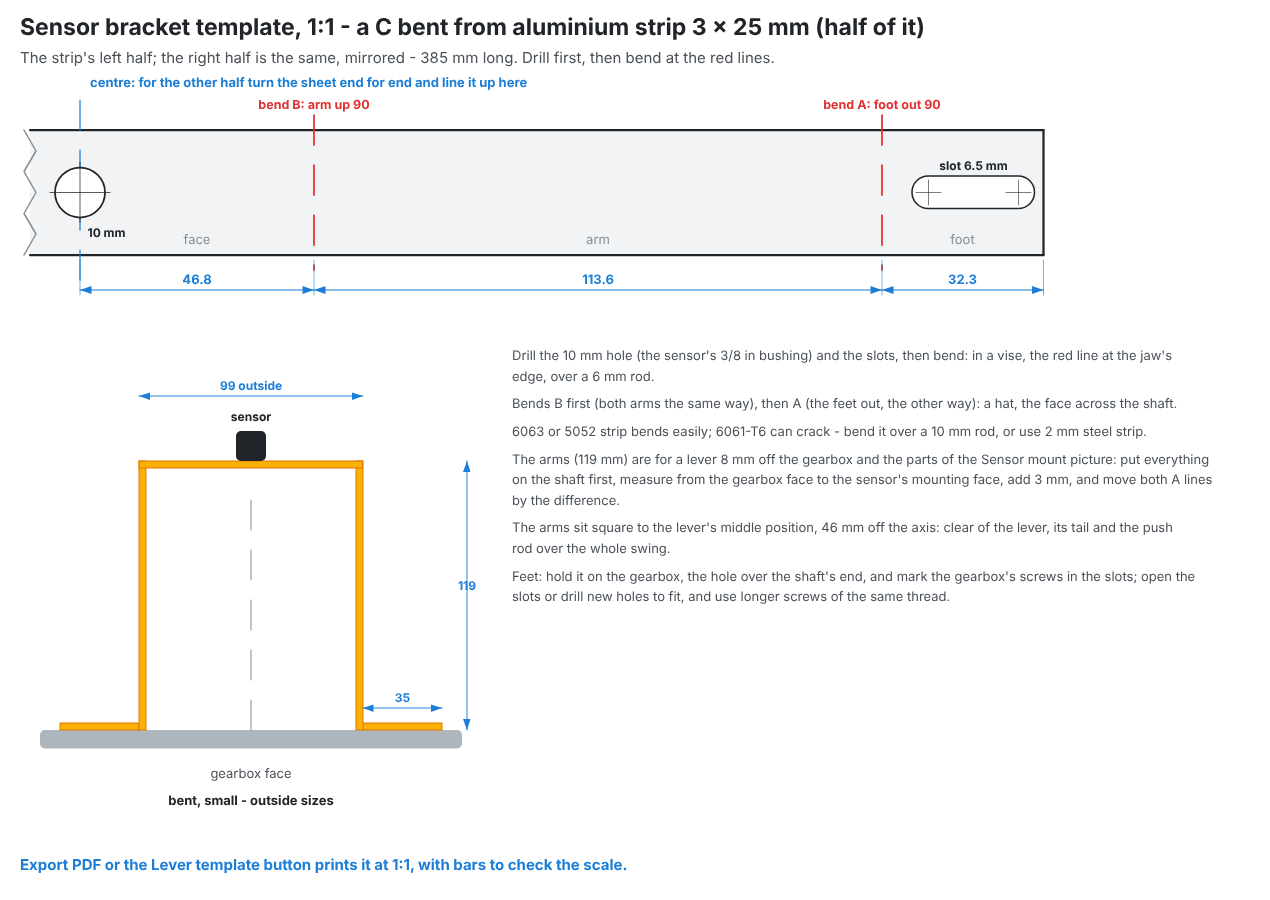 Sensor bracket template, 1:1 - a C bent from aluminium strip 3 × 25 mm (half of it)
The strip's left half; the right half is the same, mirrored - 385 mm long. Drill first, then bend at the red lines.
centre: for the other half turn the sheet end for end and line it up here
bend B: arm up 90
bend A: foot out 90
slot 6.5 mm
10 mm
face
arm
foot
46.8
113.6
32.3
Drill the 10 mm hole (the sensor's 3/8 in bushing) and the slots, then bend: in a vise, the red line at the jaw's
edge, over a 6 mm rod.
Bends B first (both arms the same way), then A (the feet out, the other way): a hat, the face across the shaft.
6063 or 5052 strip bends easily; 6061-T6 can crack - bend it over a 10 mm rod, or use 2 mm steel strip.
The arms (119 mm) are for a lever 8 mm off the gearbox and the parts of the Sensor mount picture: put everything
on the shaft first, measure from the gearbox face to the sensor's mounting face, add 3 mm, and move both A lines
by the difference.
The arms sit square to the lever's middle position, 46 mm off the axis: clear of the lever, its tail and the push
rod over the whole swing.
Feet: hold it on the gearbox, the hole over the shaft's end, and mark the gearbox's screws in the slots; open the
slots or drill new holes to fit, and use longer screws of the same thread.
99 outside
sensor
119
35
gearbox face
bent, small - outside sizes
Export PDF or the Lever template button prints it at 1:1, with bars to check the scale.